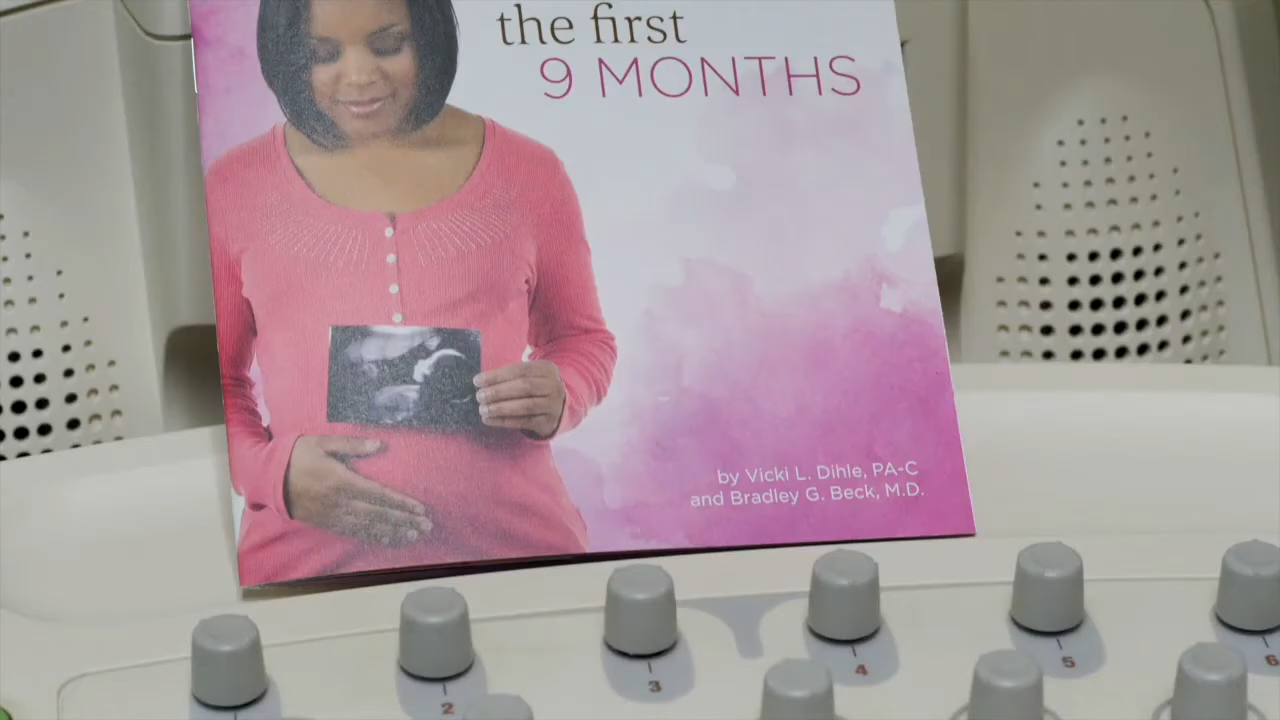 the first
9 MONTHS
by Vicki L. Dihle, PA-C
and Bradley G. Beck, M.D.
2
3
4
5
6